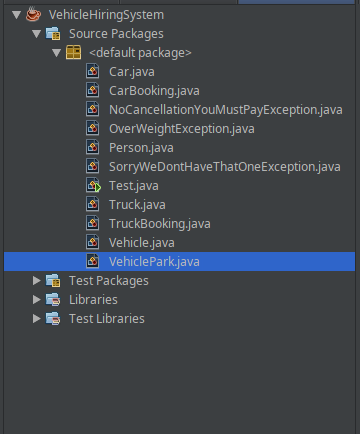 VehicleHiringSystem
Source Packages
<default package>
Car.java
CarBooking.java
NoCancellationYouMustPayException.java
OverWeightException.java
Person.java
SorryWeDontHaveThatOneException.java
Test.java
Truck.java
TruckBooking.java
Vehicle.java
VehiclePark.java
Test Packages
Libraries
Test Libraries